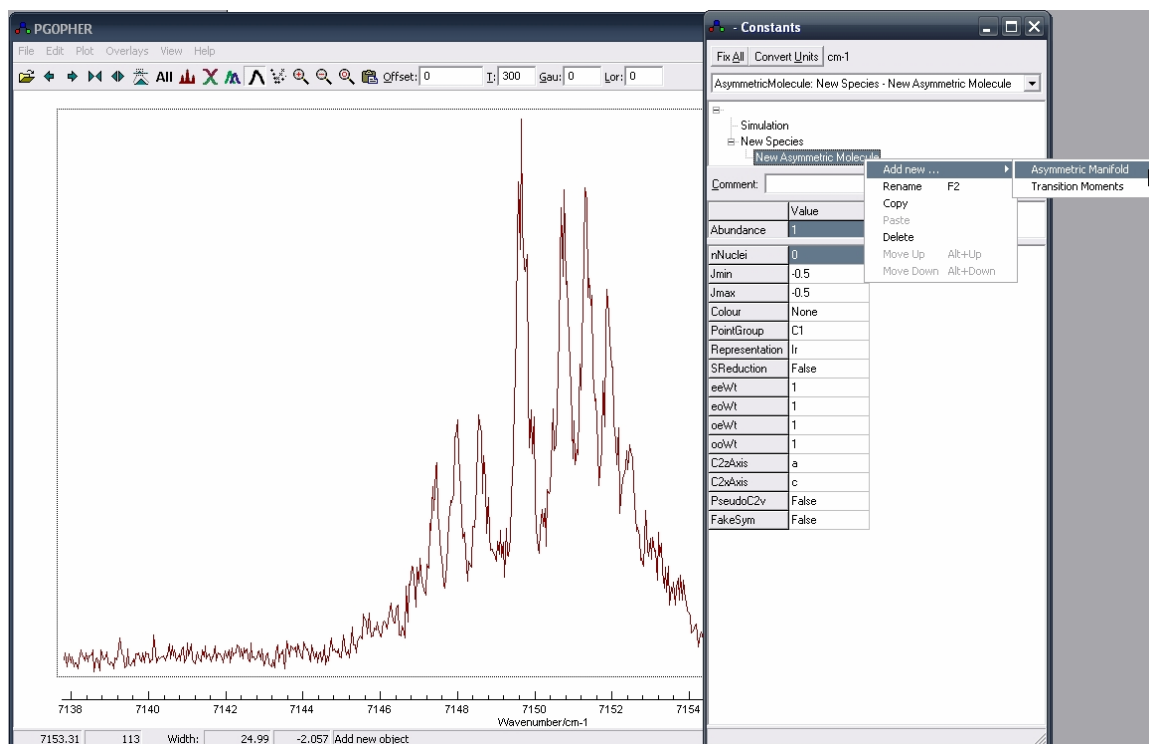 PGOPHER
File Edit Plot Overlays View Help
All Offset: 0 T: 300 Gau: 0 Lor: 0
7138 7140 7142 7144 7146 7148 7150 7152 7154
Wavenumber/cm-1
7153.31 113 Width: 24.99 -2.057 Add new object
- Constants
Fix All Convert Units cm-1
AsymmetricMolecule: New Species - New Asymmetric Molecule
Simulation
New Species
New Asymmetric Molecule
Add new ... Asymmetric Manifold
Rename F2 Transition Moments
Copy
Paste
Delete
Move Up Alt+Up
Move Down Alt+Down
Comment:
Value
Abundance 1
nNuclei 0
Jmin -0.5
Jmax -0.5
Colour None
PointGroup C1
Representation Ir
SReduction False
eeWt 1
eoWt 1
oeWt 1
ooWt 1
C2zAxis a
C2xAxis c
PseudoC2v False
FakeSym False